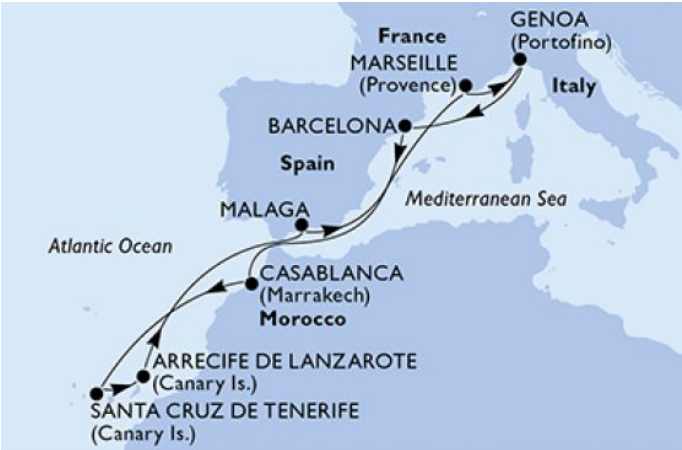 GENOA
(Portofino)
France
MARSEILLE
(Provence)
Italy
BARCELONA
Spain
Mediterranean Sea
MALAGA
Atlantic Ocean
CASABLANCA
(Marrakech)
Morocco
ARRECIFE DE LANZAROTE
(Canary Is.)
SANTA CRUZ DE TENERIFE
(Canary Is.)